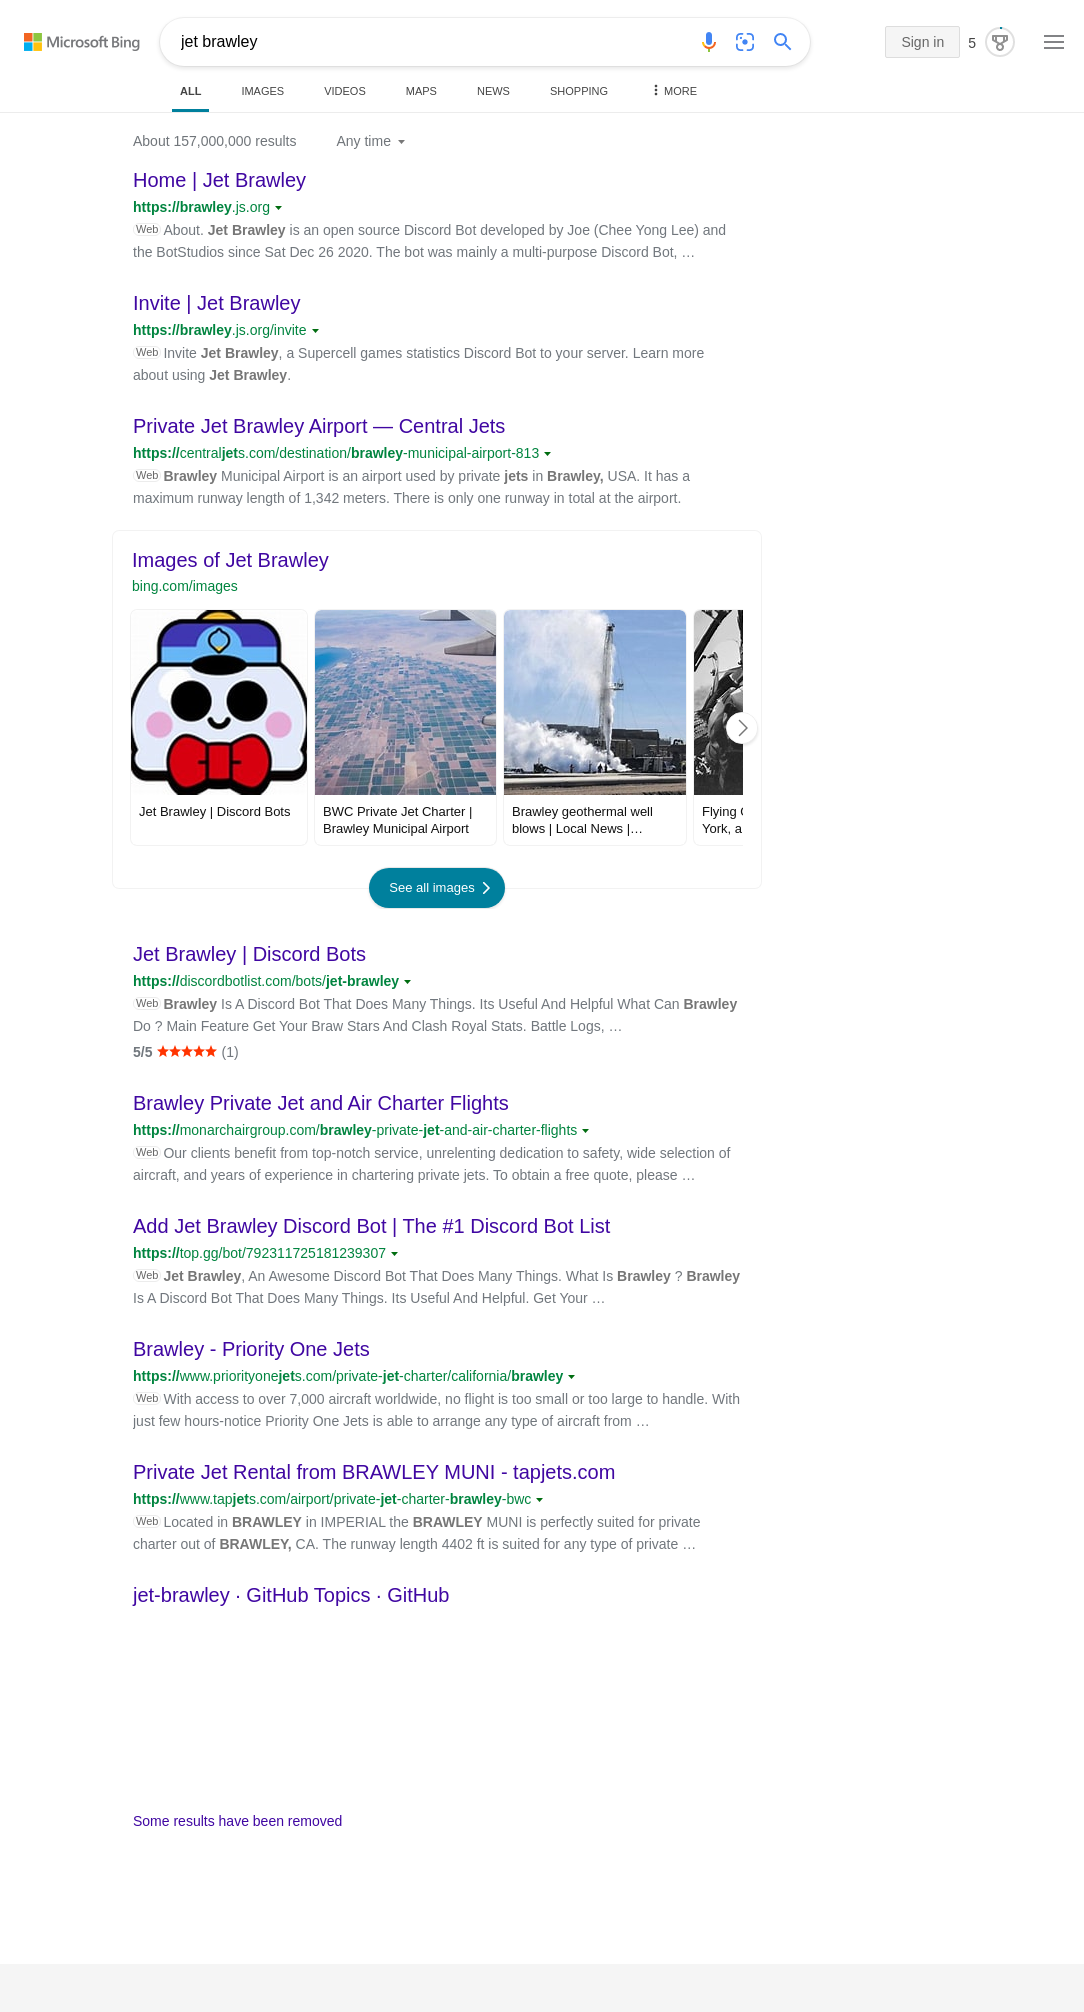 Microsoft Bing
jet brawley
Sign in
5
ALL
IMAGES
VIDEOS
MAPS
NEWS
SHOPPING
MORE
About 157,000,000 results
Any time
Home | Jet Brawley
https://brawley.js.org
Web About. Jet Brawley is an open source Discord Bot developed by Joe (Chee Yong Lee) and
the BotStudios since Sat Dec 26 2020. The bot was mainly a multi-purpose Discord Bot, …
Invite | Jet Brawley
https://brawley.js.org/invite
Web Invite Jet Brawley, a Supercell games statistics Discord Bot to your server. Learn more
about using Jet Brawley.
Private Jet Brawley Airport — Central Jets
https://centraljets.com/destination/brawley-municipal-airport-813
Web Brawley Municipal Airport is an airport used by private jets in Brawley, USA. It has a
maximum runway length of 1,342 meters. There is only one runway in total at the airport.
Images of Jet Brawley
bing.com/images
Jet Brawley | Discord Bots
BWC Private Jet Charter |
Brawley Municipal Airport
Brawley geothermal well
blows | Local News |…
Flying
York, a
See all images
Jet Brawley | Discord Bots
https://discordbotlist.com/bots/jet-brawley
Web Brawley Is A Discord Bot That Does Many Things. Its Useful And Helpful What Can Brawley
Do ? Main Feature Get Your Braw Stars And Clash Royal Stats. Battle Logs, …
5/5 ★★★★★ (1)
Brawley Private Jet and Air Charter Flights
https://monarchairgroup.com/brawley-private-jet-and-air-charter-flights
Web Our clients benefit from top-notch service, unrelenting dedication to safety, wide selection of
aircraft, and years of experience in chartering private jets. To obtain a free quote, please …
Add Jet Brawley Discord Bot | The #1 Discord Bot List
https://top.gg/bot/792311725181239307
Web Jet Brawley, An Awesome Discord Bot That Does Many Things. What Is Brawley ? Brawley
Is A Discord Bot That Does Many Things. Its Useful And Helpful. Get Your …
Brawley - Priority One Jets
https://www.priorityonejets.com/private-jet-charter/california/brawley
Web With access to over 7,000 aircraft worldwide, no flight is too small or too large to handle. With
just few hours-notice Priority One Jets is able to arrange any type of aircraft from …
Private Jet Rental from BRAWLEY MUNI - tapjets.com
https://www.tapjets.com/airport/private-jet-charter-brawley-bwc
Web Located in BRAWLEY in IMPERIAL the BRAWLEY MUNI is perfectly suited for private
charter out of BRAWLEY, CA. The runway length 4402 ft is suited for any type of private …
jet-brawley · GitHub Topics · GitHub
Some results have been removed